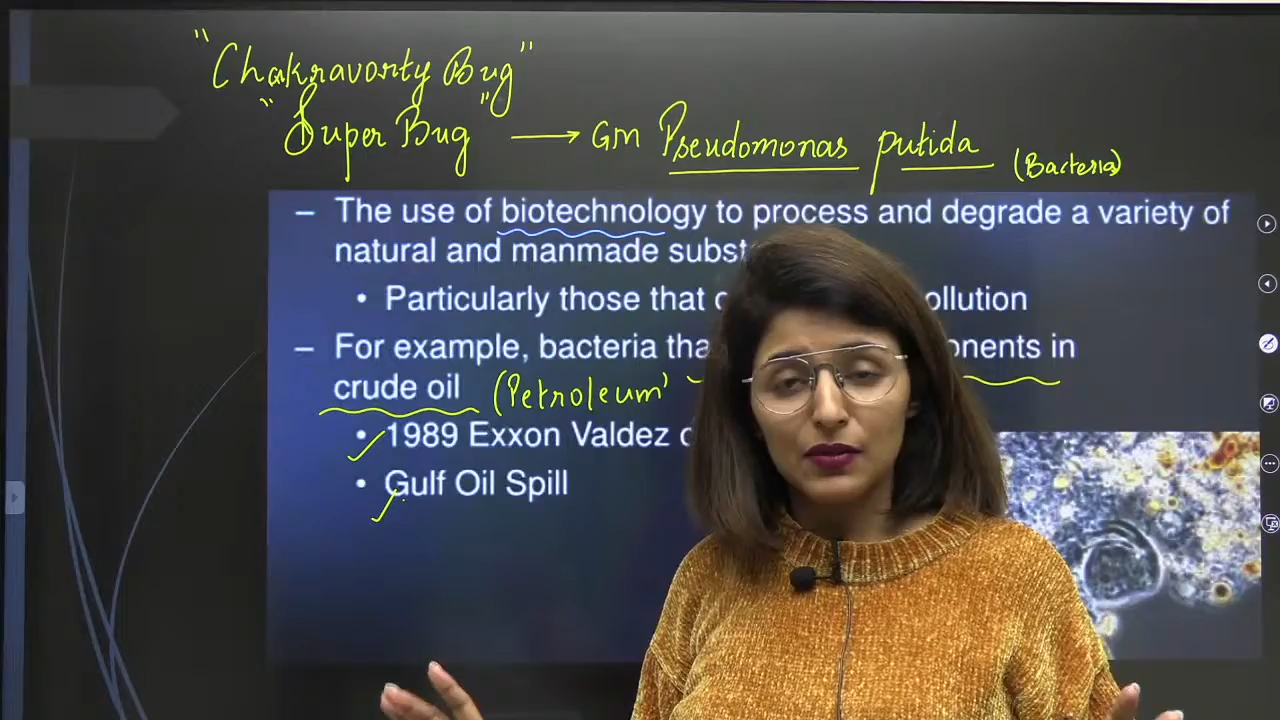 "Chakravorty Bug"
"Super Bug" → GM Pseudomonas putida (Bacteria)
– The use of biotechnology to process and degrade a variety of
natural and manmade subst
• Particularly those that c ollution
– For example, bacteria tha onents in
crude oil (Petroleum)
• 1989 Exxon Valdez
• Gulf Oil Spill